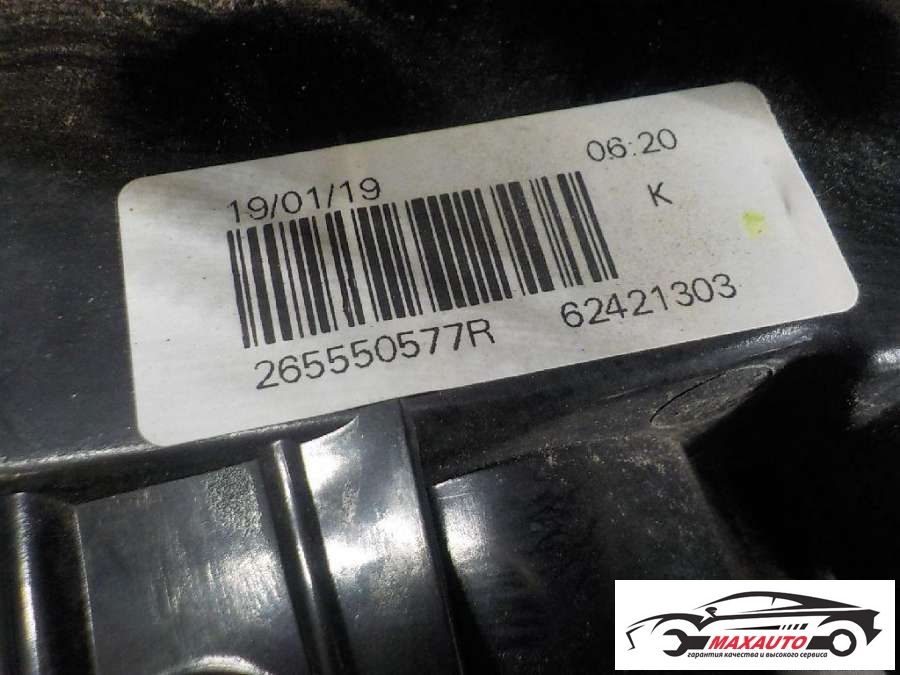 06:20
19/01/19
K
265550577R 62421303
MAXAUTO
гарантия качества и высокого сервиса